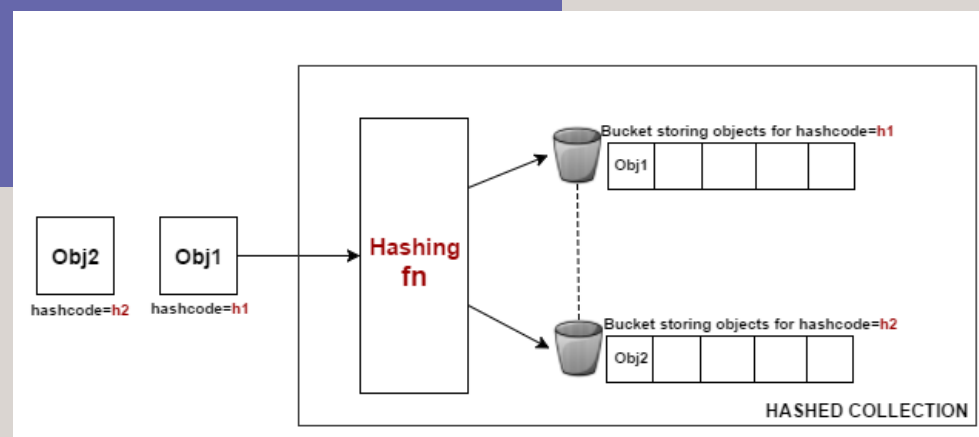 Bucket storing objects for hashcode=h1
Obj1
Obj2
Obj1
Hashing
fn
hashcode=h2
hashcode=h1
Bucket storing objects for hashcode=h2
Obj2
HASHED COLLECTION